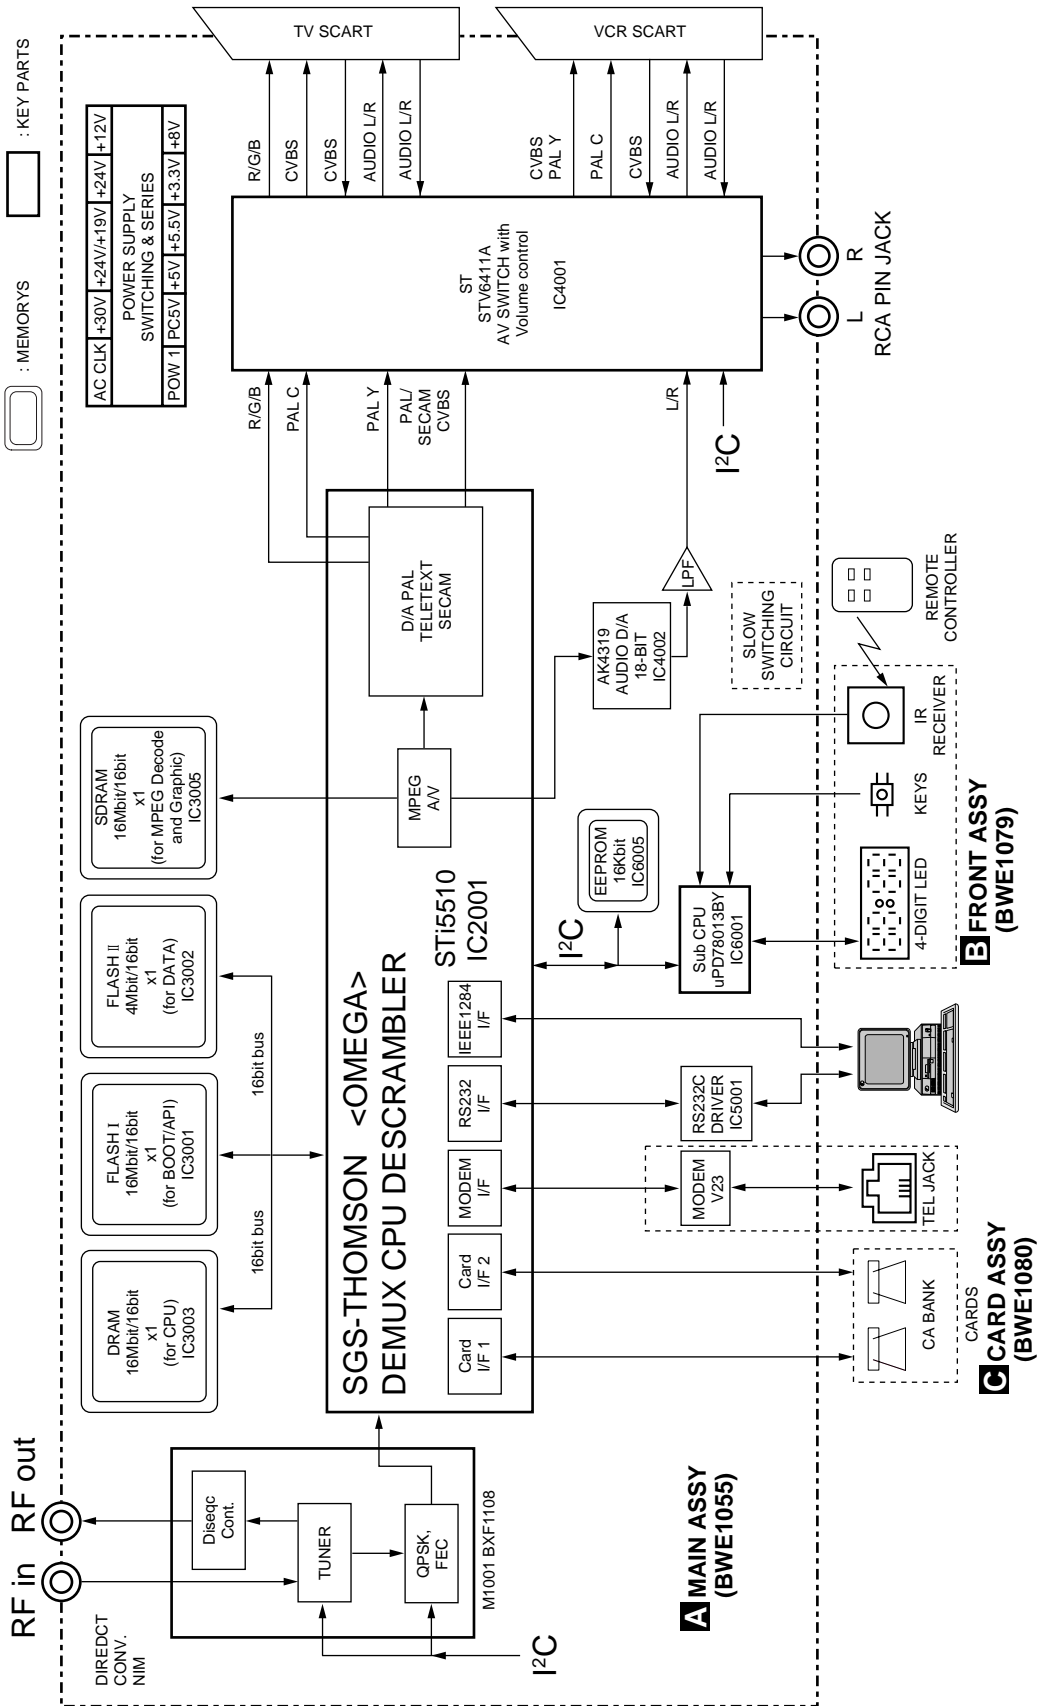 RF in
RF out
DIREDCT
CONV.
NIM
Diseqc
Cont.
TUNER
QPSK,
FEC
M1001 BXF1108
I²C
: MEMORYS
: KEY PARTS
AC CLK +30V +24V/+19V +24V +12V
POWER SUPPLY
SWITCHING & SERIES
POW 1 PC5V +5V +5.5V +3.3V +8V
DRAM
16Mbit/16bit
x1
(for CPU)
IC3003
FLASH I
16Mbit/16bit
x1
(for BOOT/API)
IC3001
FLASH II
4Mbit/16bit
x1
(for DATA)
IC3002
SDRAM
16Mbit/16bit
x1
(for MPEG Decode
and Graphic)
IC3005
16bit bus
16bit bus
SGS-THOMSON <OMEGA>
DEMUX CPU DESCRAMBLER
STi5510
IC2001
MPEG
A/V
D/A PAL
TELETEXT
SECAM
Card
I/F 1
Card
I/F 2
MODEM
I/F
RS232
I/F
IEEE1284
I/F
R/G/B
PAL C
PAL Y
PAL/
SECAM
CVBS
L/R
I²C
ST
STV6411A
AV SWITCH with
Volume control
IC4001
R/G/B
CVBS
CVBS
AUDIO L/R
AUDIO L/R
TV SCART
CVBS
PAL Y
PAL C
CVBS
AUDIO L/R
AUDIO L/R
VCR SCART
L
R
RCA PIN JACK
AK4319
AUDIO D/A
18-BIT
IC4002
LPF
SLOW
SWITCHING
CIRCUIT
I²C
EEPROM
16Kbit
IC6005
Sub CPU
uPD78013BY
IC6001
RS232C
DRIVER
IC5001
MODEM
V23
TEL JACK
CA BANK
CARDS
4-DIGIT LED
KEYS
IR
RECEIVER
REMOTE
CONTROLLER
A MAIN ASSY
(BWE1055)
C CARD ASSY
(BWE1080)
B FRONT ASSY
(BWE1079)